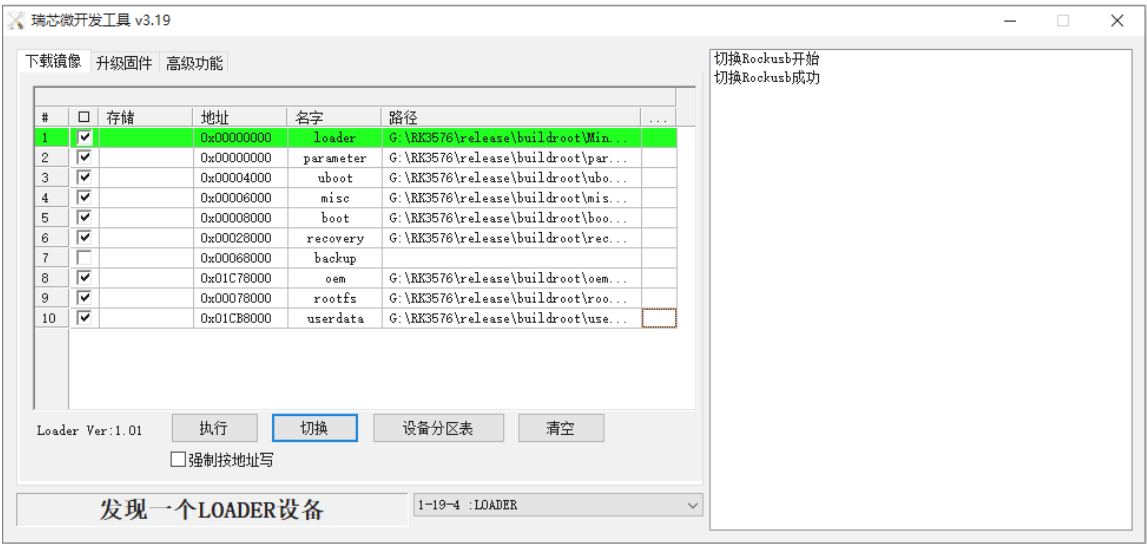 瑞芯微开发工具 v3.19
下载镜像 升级固件 高级功能
# 存储 地址 名字 路径 ...
1 0x00000000 loader G:\RK3576\release\buildroot\Min...
2 0x00000000 parameter G:\RK3576\release\buildroot\par...
3 0x00004000 uboot G:\RK3576\release\buildroot\ubo...
4 0x00006000 misc G:\RK3576\release\buildroot\mis...
5 0x00008000 boot G:\RK3576\release\buildroot\boo...
6 0x00028000 recovery G:\RK3576\release\buildroot\rec...
7 0x00068000 backup
8 0x01C78000 oem G:\RK3576\release\buildroot\oem...
9 0x00078000 rootfs G:\RK3576\release\buildroot\roo...
10 0x01CB8000 userdata G:\RK3576\release\buildroot\use...
Loader Ver:1.01 执行 切换 设备分区表 清空
强制按地址写
发现一个LOADER设备 1-19-4 :LOADER
切换Rockusb开始
切换Rockusb成功